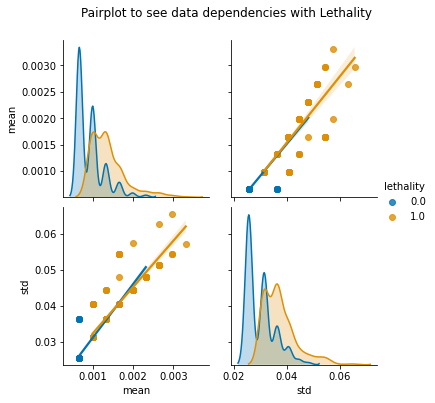 Pairplot to see data dependencies with Lethality
0.0030
0.0025
0.0020
0.0015
0.0010
mean
lethality
0.0
1.0
0.06
0.05
0.04
0.03
std
0.001 0.002 0.003
mean
0.02 0.04 0.06
std